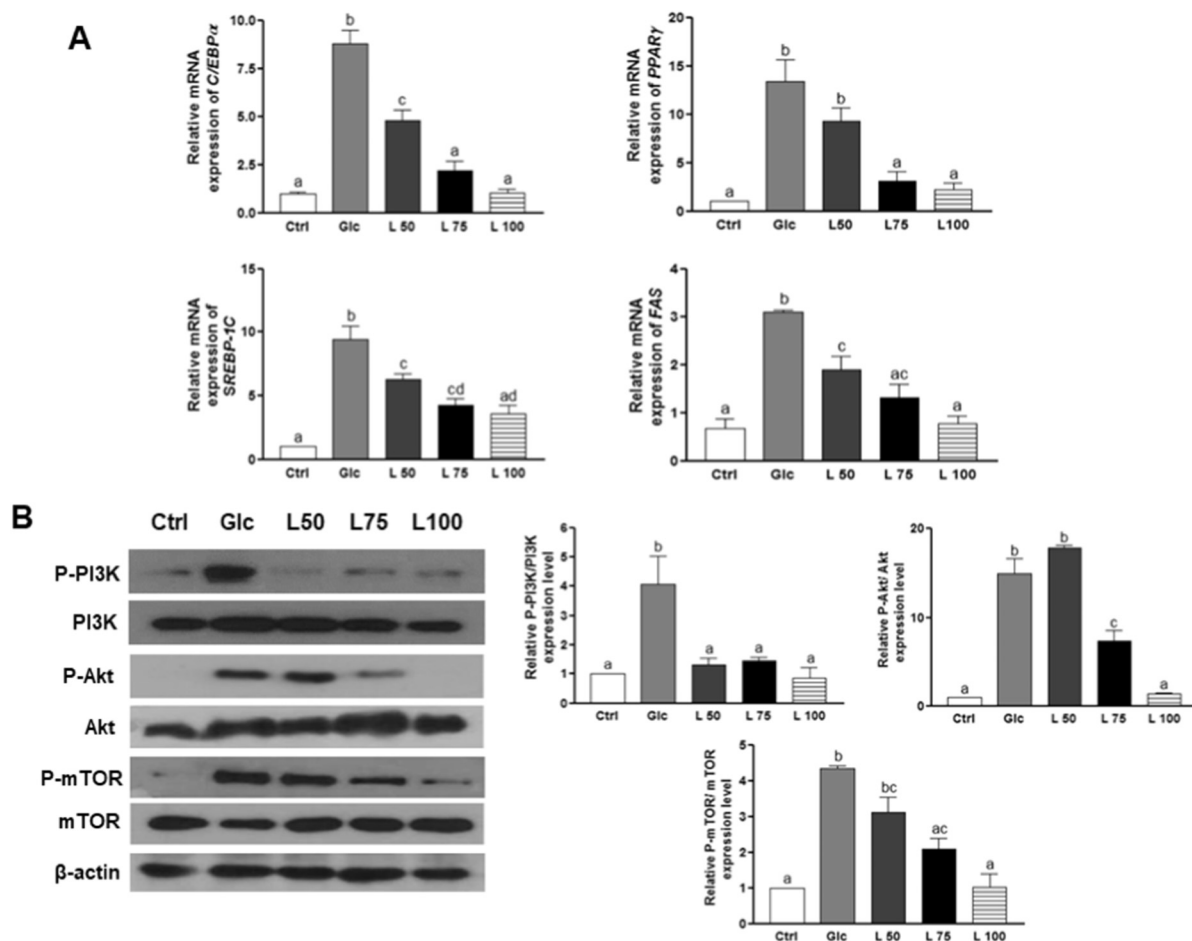 A
Relative mRNA
expression of C/EBPα
10.0
7.5
5.0
2.5
0.0
a
b
c
a
a
Ctrl Glc L 50 L 75 L 100
Relative mRNA
expression of PPARγ
20
15
10
5
0
a
b
b
a
a
Ctrl Glc L50 L75 L100
Relative mRNA
expression of
SREBP-1C
15
10
5
0
a
b
c
cd
ad
Ctrl Glc L 50 L 75 L 100
Relative mRNA
expression of FAS
4
3
2
1
0
a
b
c
ac
a
Ctrl Glc L 50 L 75 L 100
B
Ctrl Glc L50 L75 L100
P-PI3K
PI3K
P-Akt
Akt
P-mTOR
mTOR
β-actin
Relative P-PI3K/PI3K
expression level
6
5
4
3
2
1
0
a
b
a
a
a
Ctrl Glc L 50 L 75 L 100
Relative P-Akt/ Akt
expression level
20
10
0
a
b
b
c
a
Ctrl Glc L 50 L 75 L 100
Relative P-mTOR/ mTOR
expression level
5
4
3
2
1
0
a
b
bc
ac
a
Ctrl Glc L 50 L 75 L 100